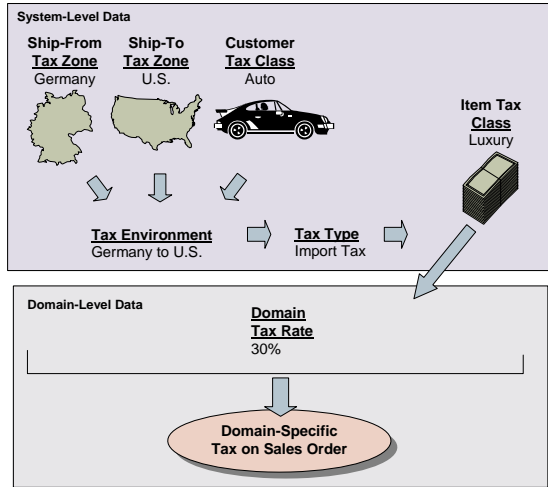 System-Level Data
Ship-From
Tax Zone
Germany
Ship-To
Tax Zone
U.S.
Customer
Tax Class
Auto
Item Tax
Class
Luxury
Tax Environment
Germany to U.S.
Tax Type
Import Tax
Domain-Level Data
Domain
Tax Rate
30%
Domain-Specific
Tax on Sales Order